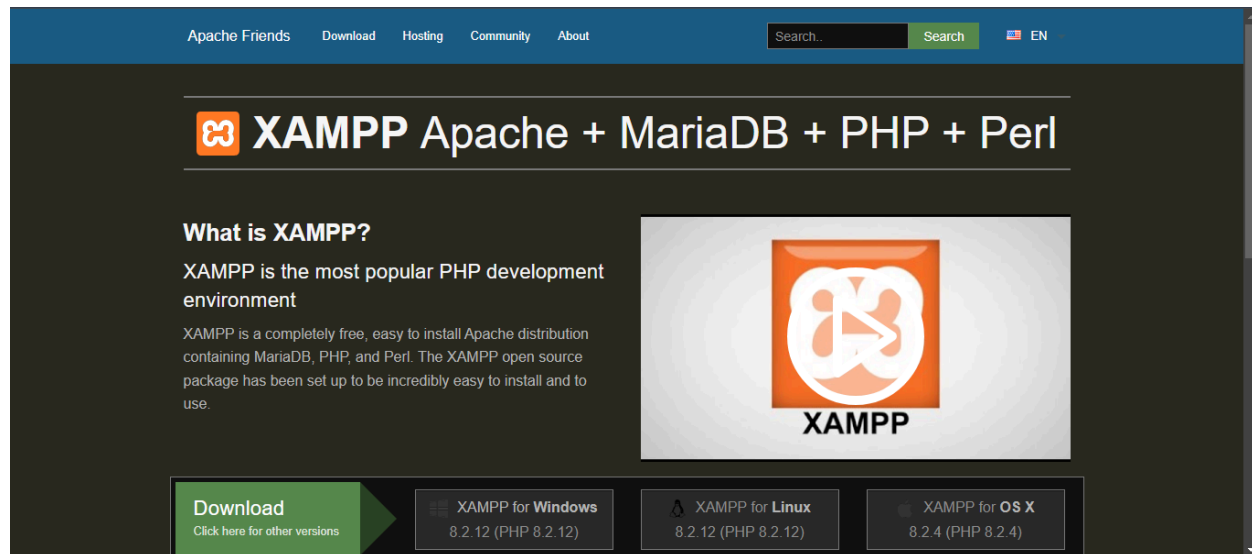 Apache Friends Download Hosting Community About Search.. Search EN
XAMPP Apache + MariaDB + PHP + Perl
What is XAMPP?
XAMPP is the most popular PHP development
environment
XAMPP is a completely free, easy to install Apache distribution
containing MariaDB, PHP, and Perl. The XAMPP open source
package has been set up to be incredibly easy to install and to
use.
XAMPP
Download
Click here for other versions
XAMPP for Windows
8.2.12 (PHP 8.2.12)
XAMPP for Linux
8.2.12 (PHP 8.2.12)
XAMPP for OS X
8.2.4 (PHP 8.2.4)